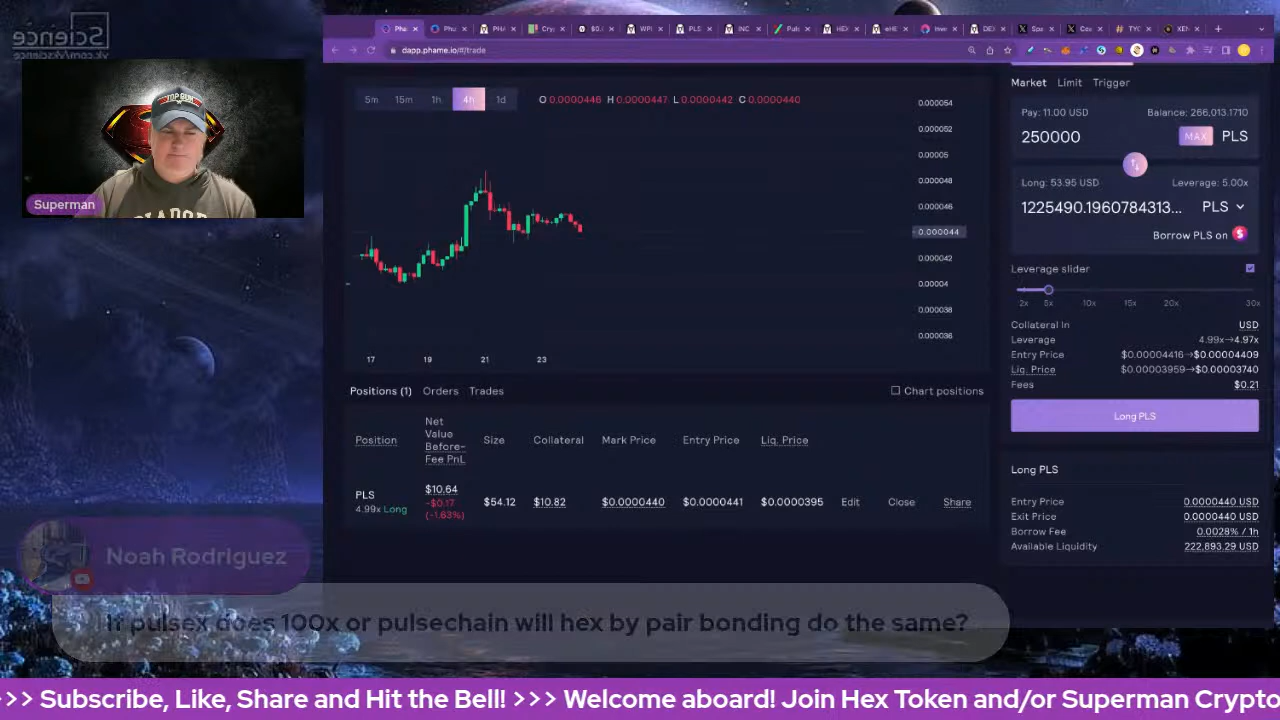 Science
vk.com/vkscience
Superman
dapp.phame.io/#/trade
5m 15m 1h 4h 1d
O 0.0000446 H 0.0000447 L 0.0000442 C 0.0000440
0.000054
0.000052
0.00005
0.000048
0.000046
0.000044
0.000042
0.00004
0.000038
0.000036
17 19 21 23
Market Limit Trigger
Pay: 11.00 USD Balance: 266,013.1710
250000 MAX PLS
Long: 53.95 USD Leverage: 5.00x
1225490.1960784313... PLS
Borrow PLS on
Leverage slider
2x 5x 10x 15x 20x 30x
Collateral In USD
Leverage 4.99x→4.97x
Entry Price $0.00004416→$0.00004409
Liq. Price $0.00003959→$0.00003740
Fees $0.21
Long PLS
Positions (1) Orders Trades Chart positions
Position Net Value Before-Fee PnL Size Collateral Mark Price Entry Price Liq. Price
PLS 4.99x Long $10.64 -$0.17 (-1.63%) $54.12 $10.82 $0.0000440 $0.0000441 $0.0000395 Edit Close Share
Long PLS
Entry Price 0.0000440 USD
Exit Price 0.0000440 USD
Borrow Fee 0.0028% / 1h
Available Liquidity 222,893.29 USD
Noah Rodriguez
If pulsex does 100x or pulsechain will hex by pair bonding do the same?
>>> Subscribe, Like, Share and Hit the Bell! >>> Welcome aboard! Join Hex Token and/or Superman Crypto